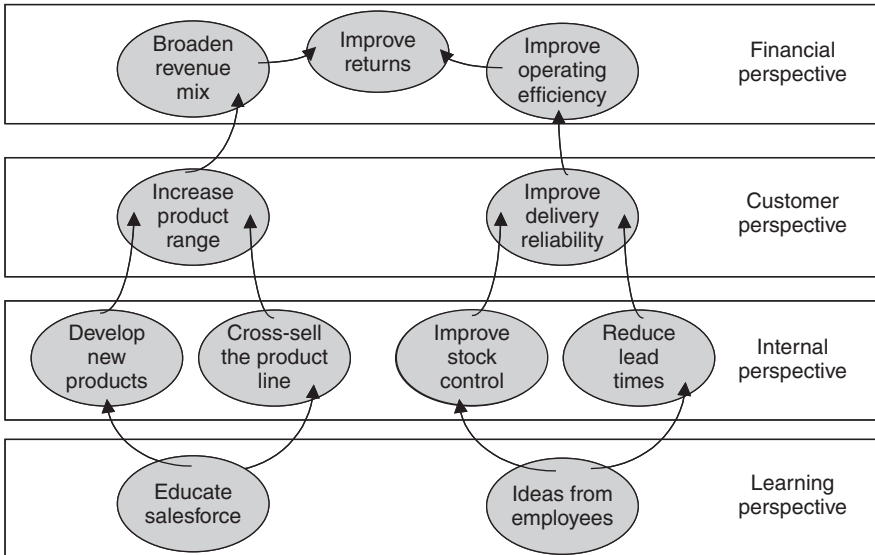 Broaden
revenue
mix
Improve
returns
Improve
operating
efficiency
Financial
perspective
Increase
product
range
Improve
delivery
reliability
Customer
perspective
Develop
new
products
Cross-sell
the product
line
Improve
stock
control
Reduce
lead
times
Internal
perspective
Educate
salesforce
Ideas from
employees
Learning
perspective